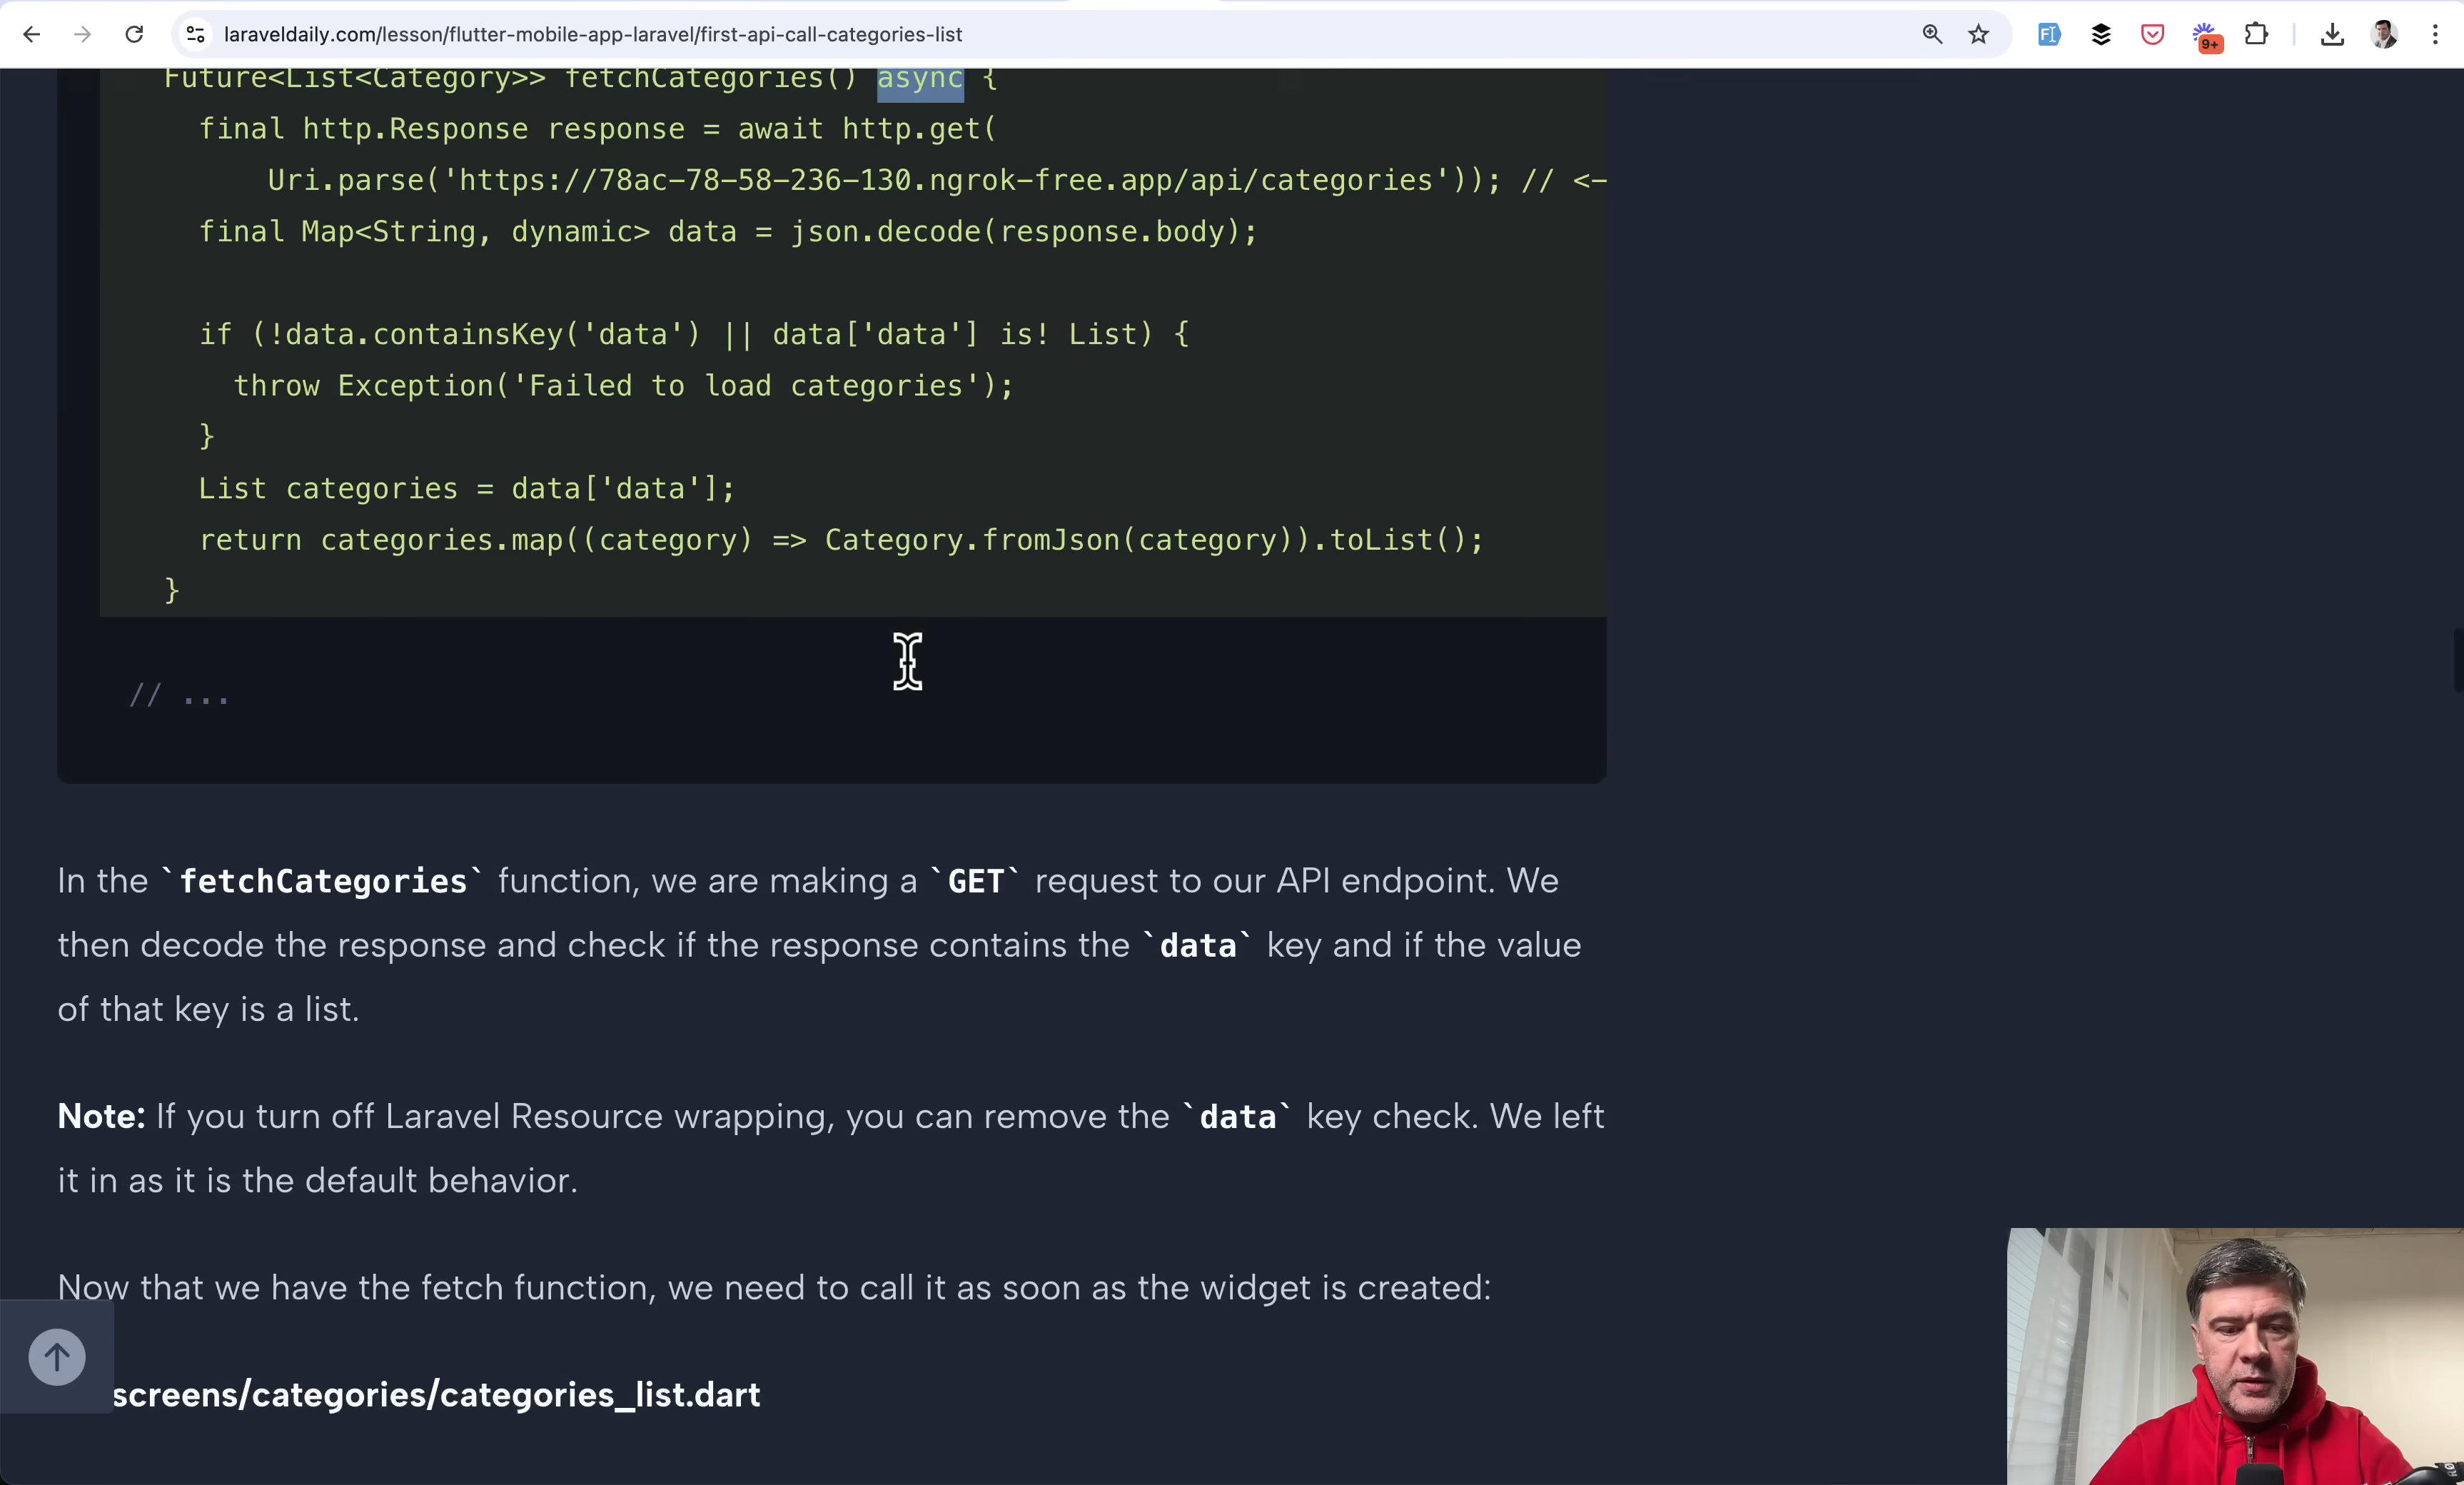 laraveldaily.com/lesson/flutter-mobile-app-laravel/first-api-call-categories-list
9+
Future<List<Category>> fetchCategories() async {
final http.Response response = await http.get(
Uri.parse('https://78ac-78-58-236-130.ngrok-free.app/api/categories')); // <-
final Map<String, dynamic> data = json.decode(response.body);
if (!data.containsKey('data') || data['data'] is! List) {
throw Exception('Failed to load categories');
}
List categories = data['data'];
return categories.map((category) => Category.fromJson(category)).toList();
}
// ...
In the `fetchCategories` function, we are making a `GET` request to our API endpoint. We
then decode the response and check if the response contains the `data` key and if the value
of that key is a list.
Note: If you turn off Laravel Resource wrapping, you can remove the `data` key check. We left
it in as it is the default behavior.
Now that we have the fetch function, we need to call it as soon as the widget is created:
screens/categories/categories_list.dart